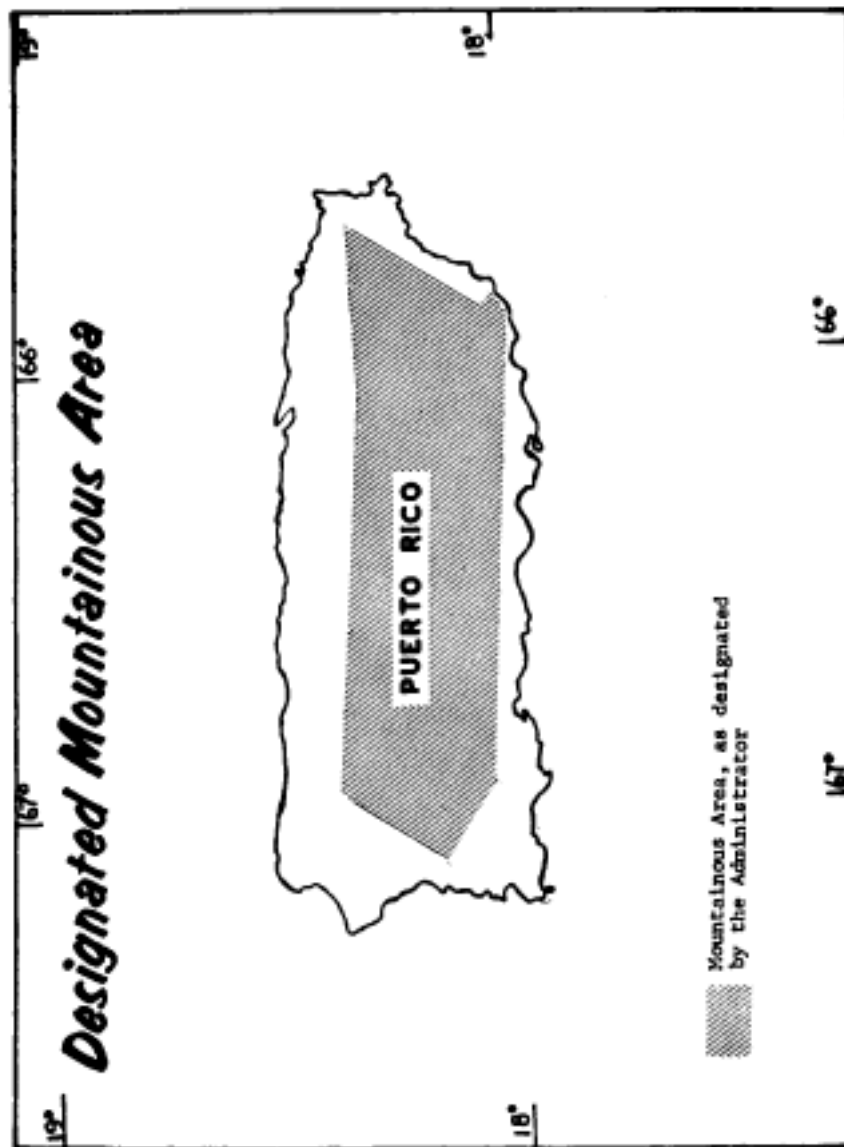 Designated Mountainous Area
19°
67°
66°
19°
PUERTO RICO
18°
18°
Mountainous Area, as designated
by the Administrator
67°
66°